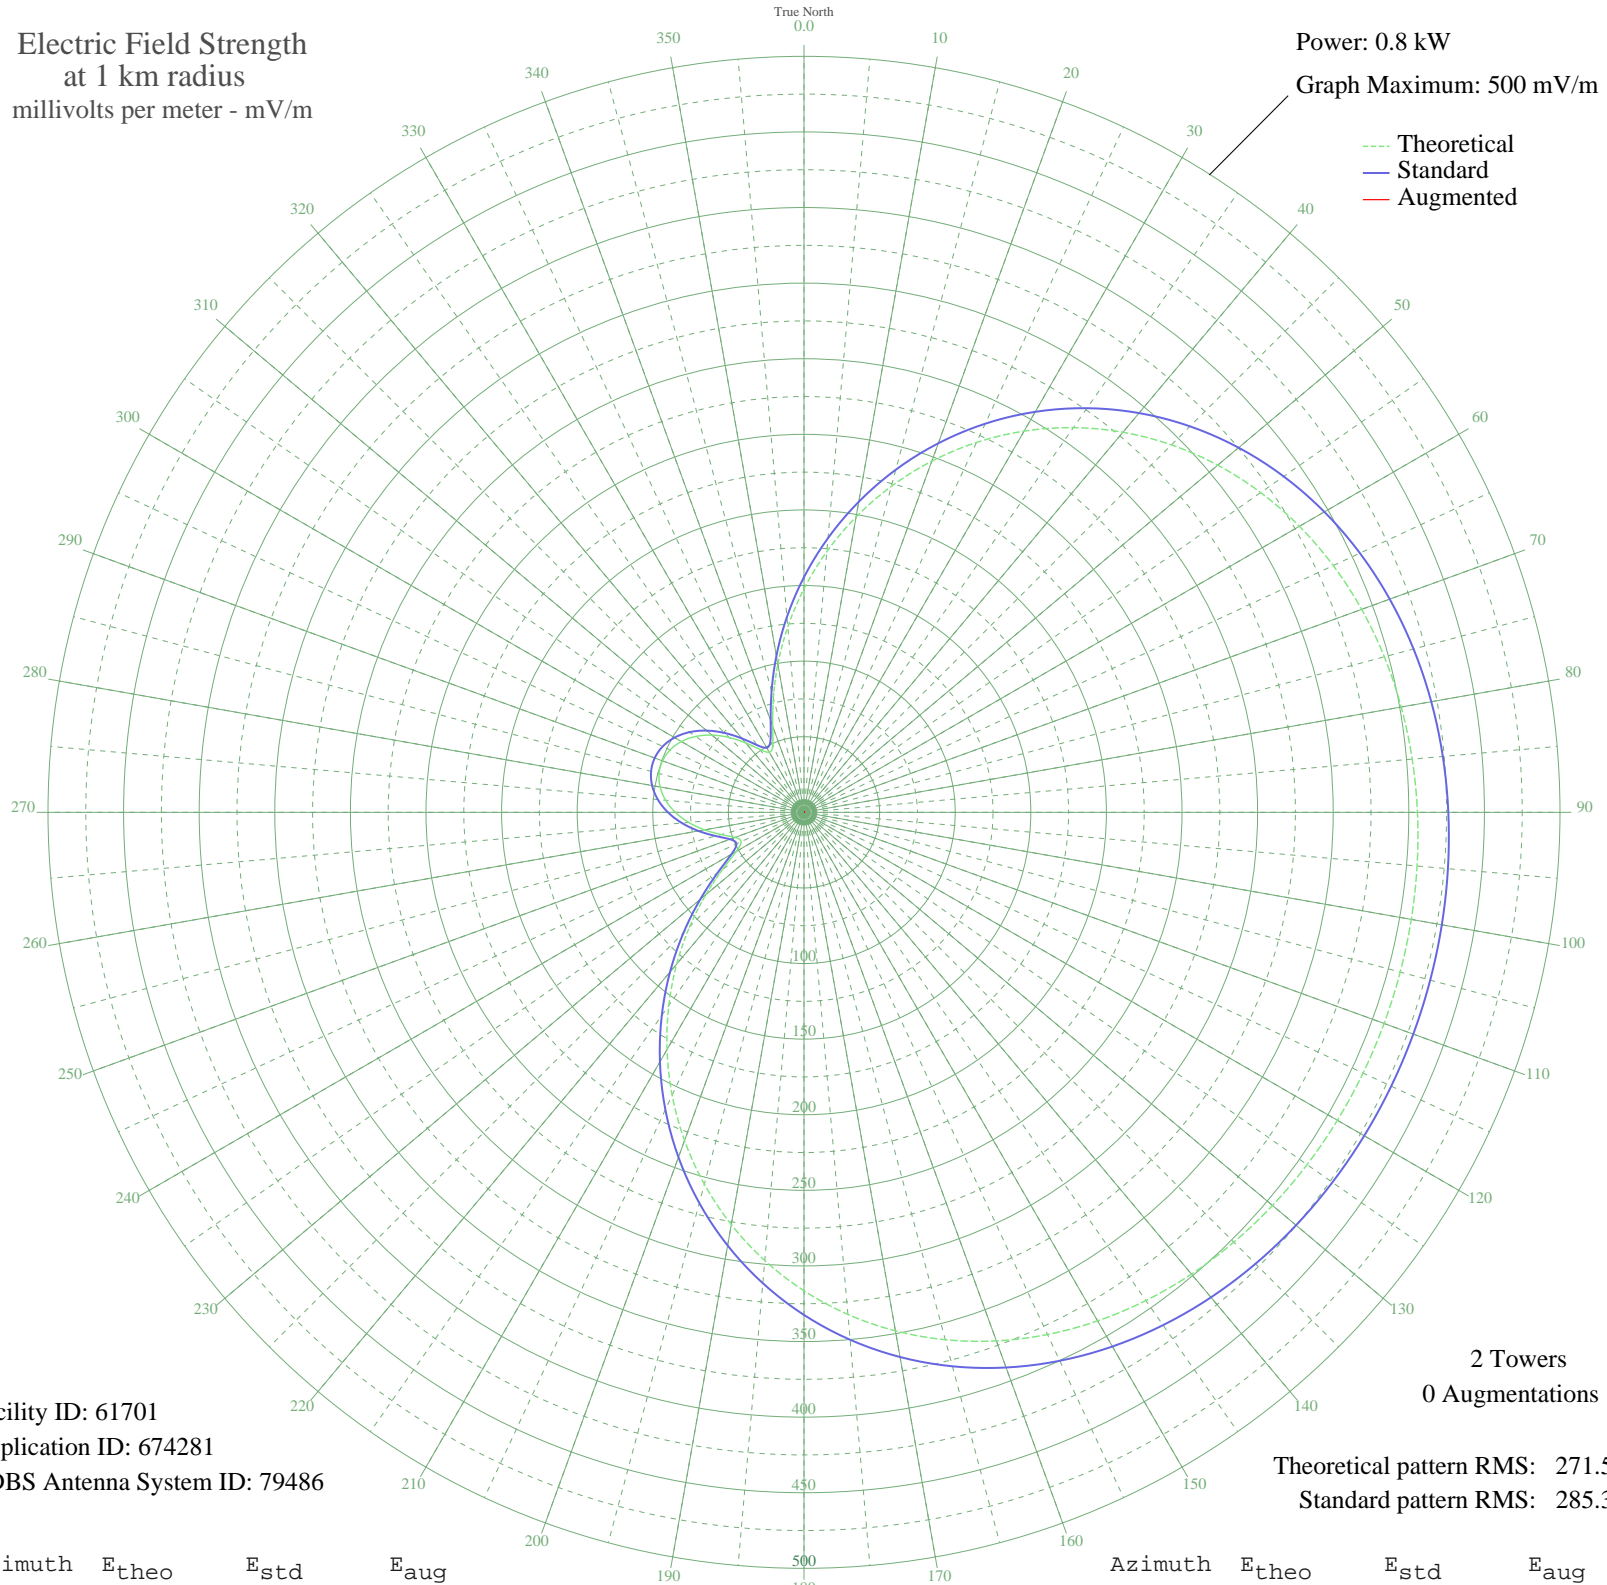 Electric Field Strength
at 1 km radius
millivolts per meter - mV/m
True North
0.0
Power: 0.8 kW
Graph Maximum: 500 mV/m
Theoretical
Standard
Augmented
10
20
30
40
50
60
70
80
90
100
110
120
130
140
150
160
170
190
200
210
220
230
240
250
260
270
280
290
300
310
320
330
340
350
100
150
200
250
300
350
400
450
500
2 Towers
0 Augmentations
cility ID: 61701
plication ID: 674281
DBS Antenna System ID: 79486
Theoretical pattern RMS: 271.5
Standard pattern RMS: 285.3
imuth Etheo Estd Eaug
Azimuth Etheo Estd Eaug